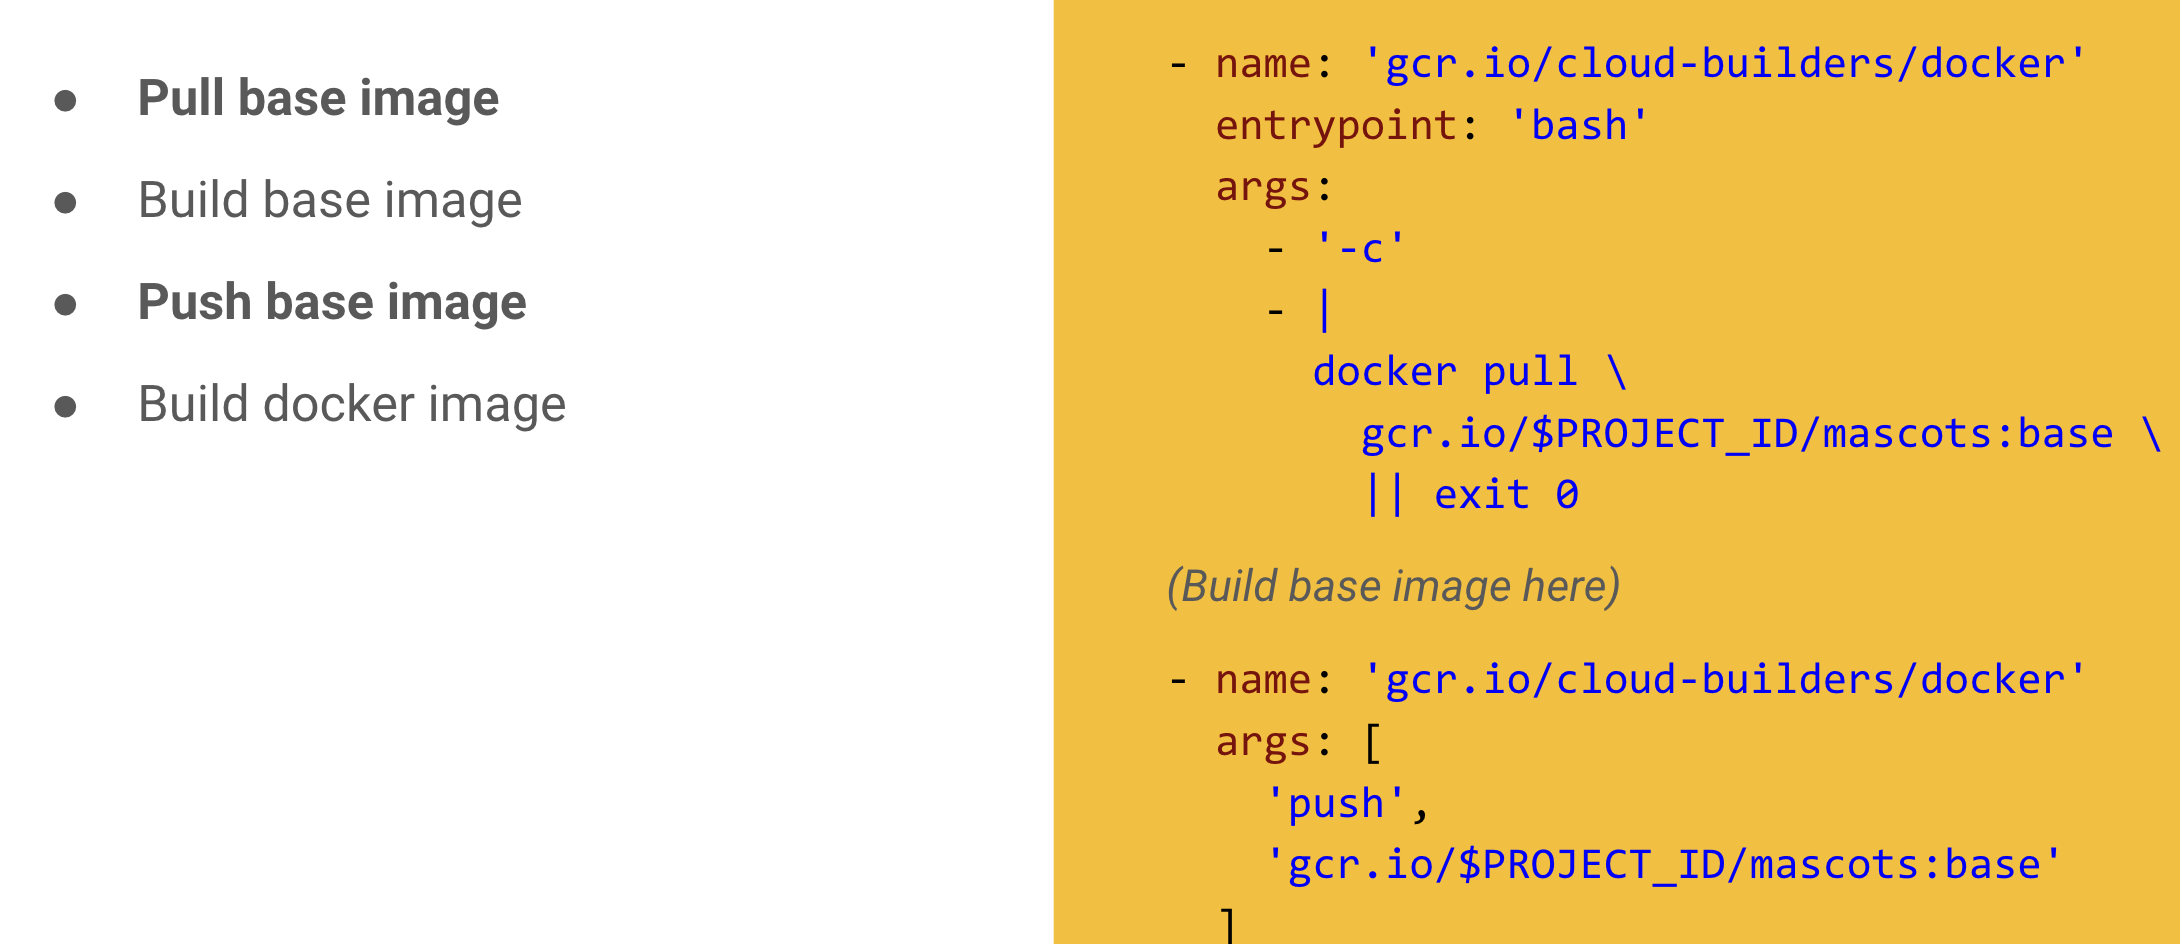 ● Pull base image
● Build base image
● Push base image
● Build docker image
- name: 'gcr.io/cloud-builders/docker'
  entrypoint: 'bash'
  args:
    - '-c'
    - |
      docker pull \
        gcr.io/$PROJECT_ID/mascots:base \
        || exit 0
(Build base image here)
- name: 'gcr.io/cloud-builders/docker'
  args: [
    'push',
    'gcr.io/$PROJECT_ID/mascots:base'
  ]